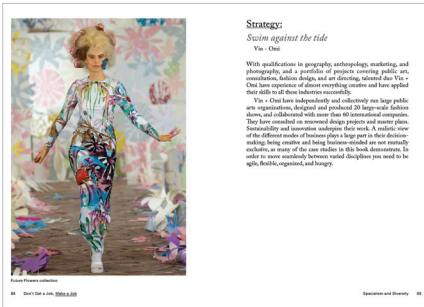 Strategy:
Swim against the tide
Vin + Omi
With qualifications in geography, anthropology, marketing, and
photography, and a portfolio of projects covering public art,
consultation, fashion design, and art directing, talented duo Vin +
Omi have experience of almost everything creative and have applied
their skills to all these industries successfully.
Vin + Omi have independently and collectively run large public
arts organizations, designed and produced 20 large-scale fashion
shows, and collaborated with more than 60 international companies.
They have consulted on renowned design projects and master plans.
Sustainability and innovation underpin their work. A realistic view
of the different modes of business plays a large part in their decision-
making; being creative and being business-minded are not mutually
exclusive, as many of the case studies in this book demonstrate. In
order to move seamlessly between varied disciplines you need to be
agile, flexible, organized, and hungry.
Future Flowers collection
Don't Get a Job, Make a Job
Specialism and Diversity